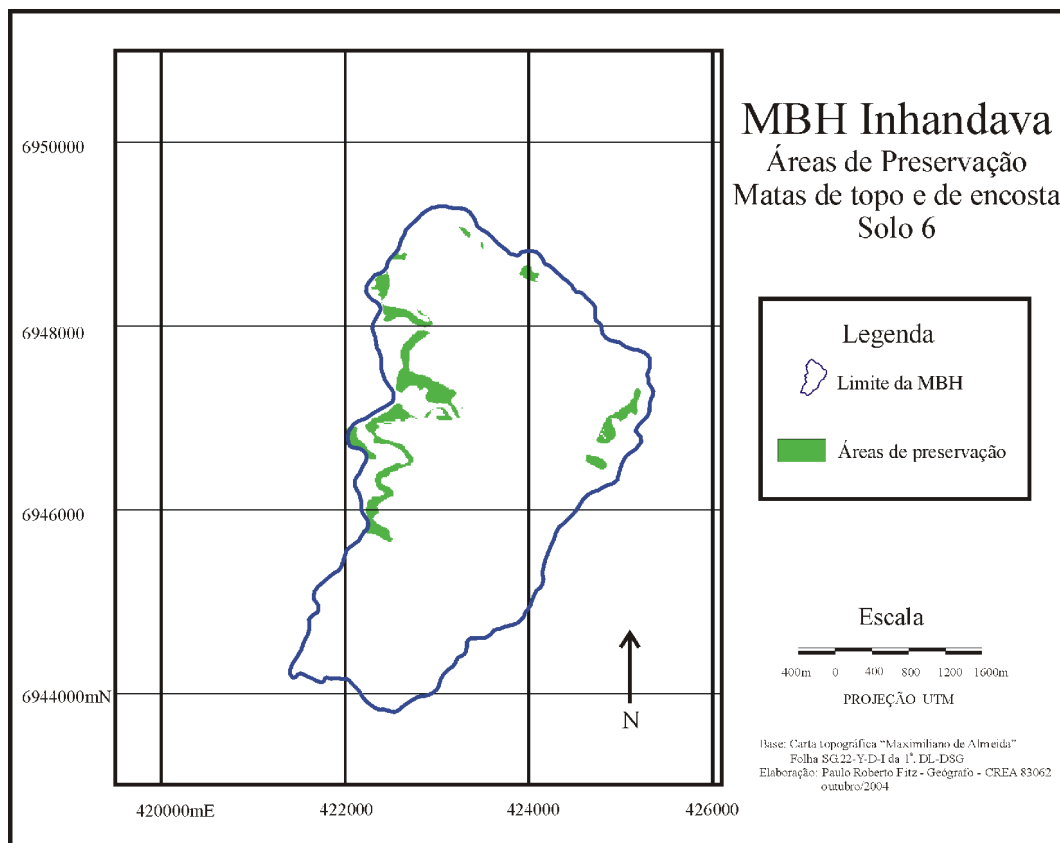 MBH Inhandava
Áreas de Preservação
Matas de topo e de encosta
Solo 6
6950000
6948000
6946000
6944000mN
420000mE
422000
424000
426000
Legenda
Limite da MBH
Áreas de preservação
N
Escala
400m 0 400 800 1200 1600m
PROJEÇÃO UTM
Base: Carta topográfica “Maximiliano de Almeida”
Folha SG.22-Y-D-I da 1ª. DL-DSG
Elaboração: Paulo Roberto Fitz - Geógrafo - CREA 83062
outubro/2004